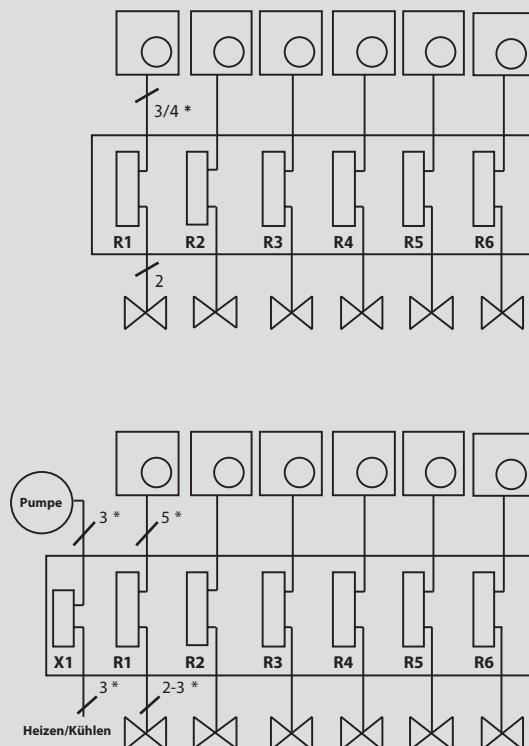 3/4 *
R1 R2 R3 R4 R5 R6
2
Pumpe
3 * 5 *
X1 R1 R2 R3 R4 R5 R6
3 * 2-3 *
Heizen/Kühlen